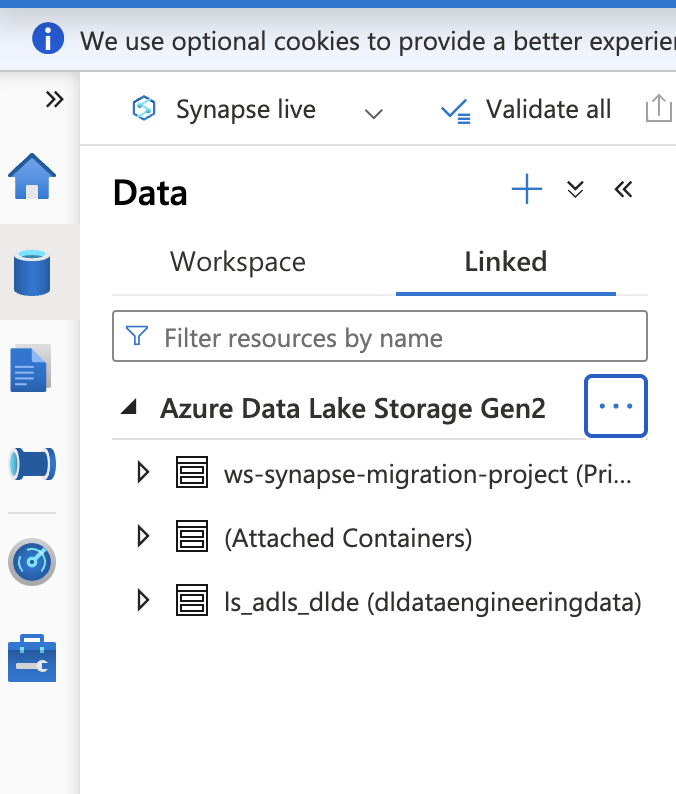 We use optional cookies to provide a better experie
Synapse live
Validate all
Data
Workspace
Linked
Filter resources by name
Azure Data Lake Storage Gen2
ws-synapse-migration-project (Pri...
(Attached Containers)
ls_adls_dlde (dldataengineeringdata)